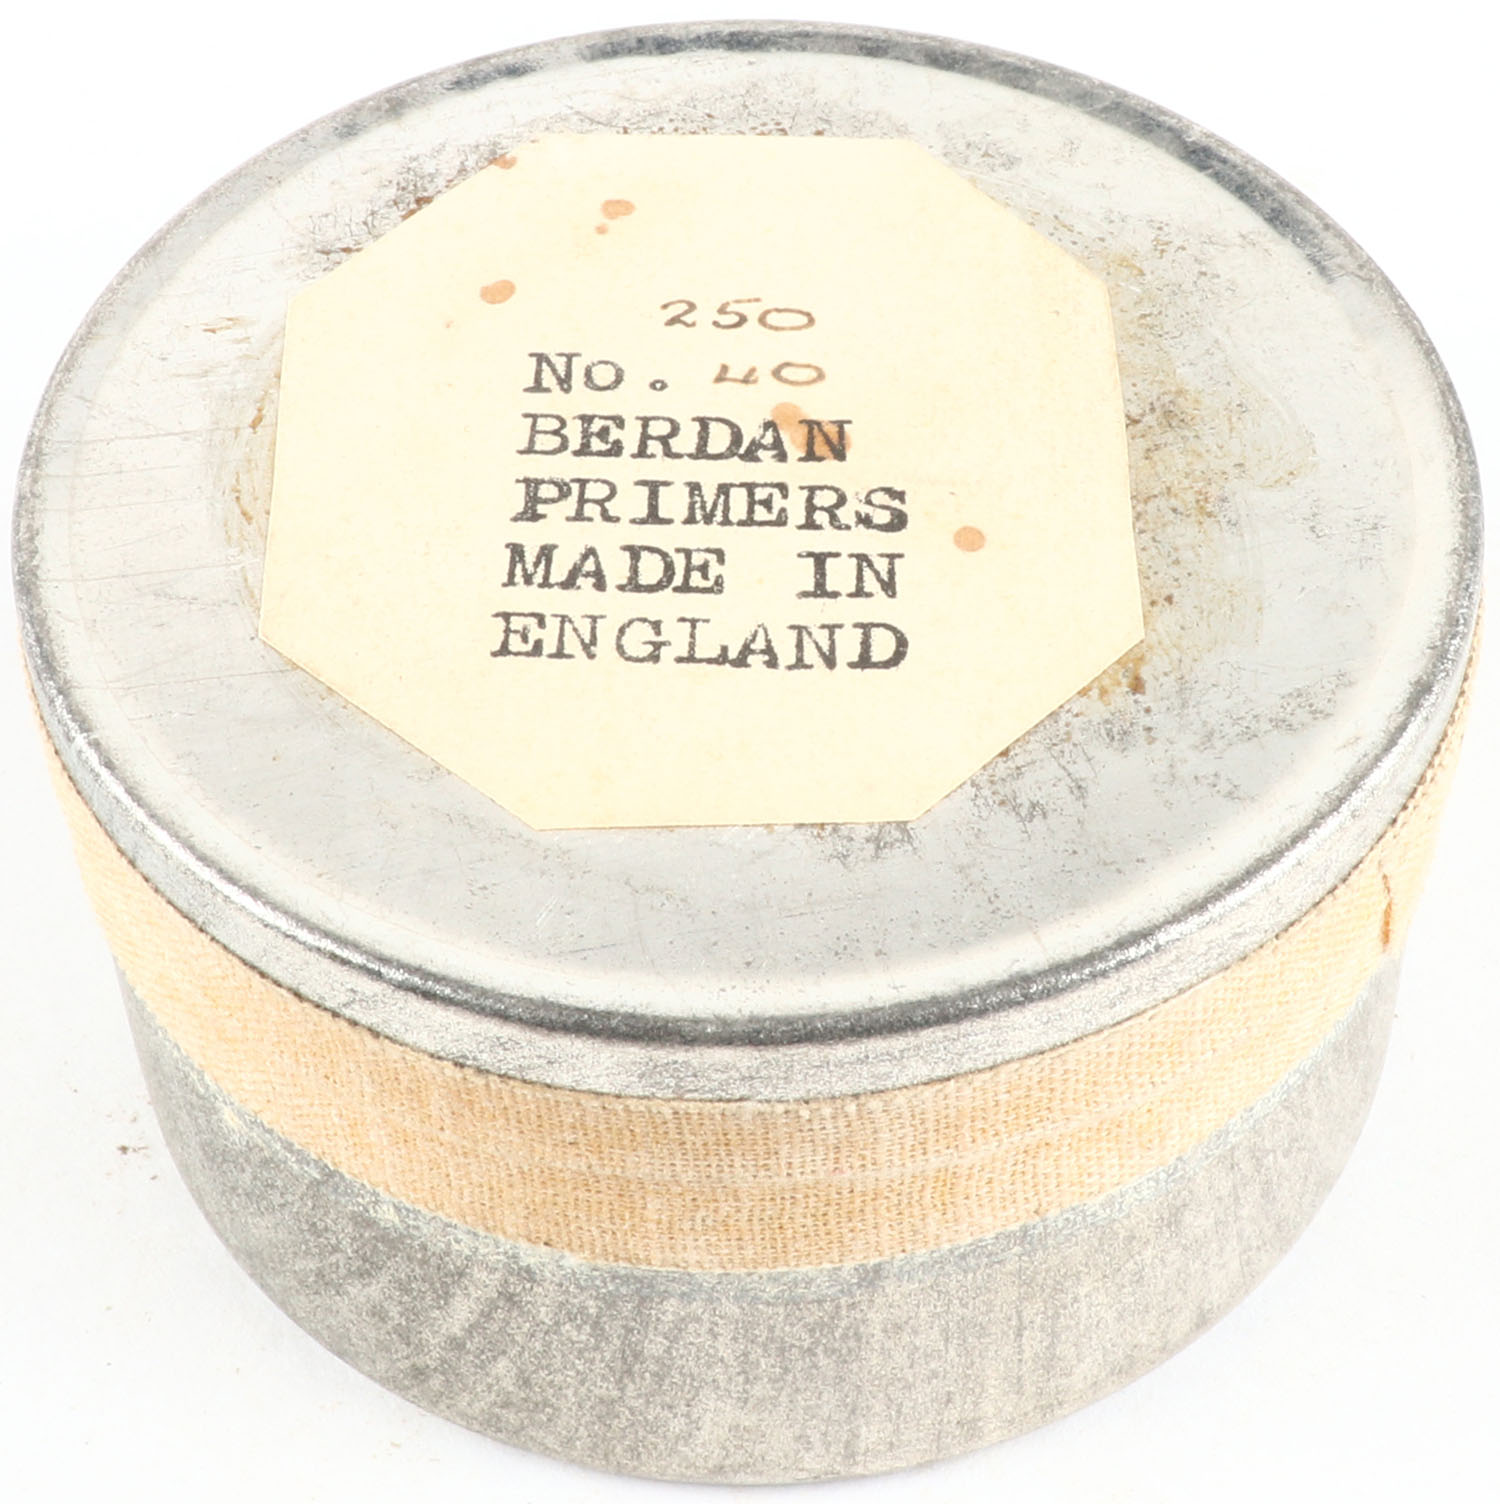 250
No. 40
BERDAN
PRIMERS
MADE IN
ENGLAND